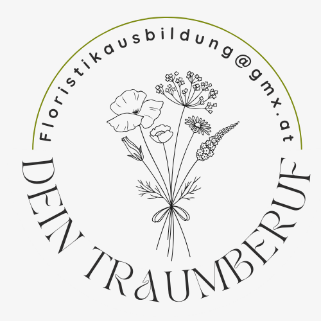 Floristikausbildung@gmx.at
DEIN TRAUMBERUF